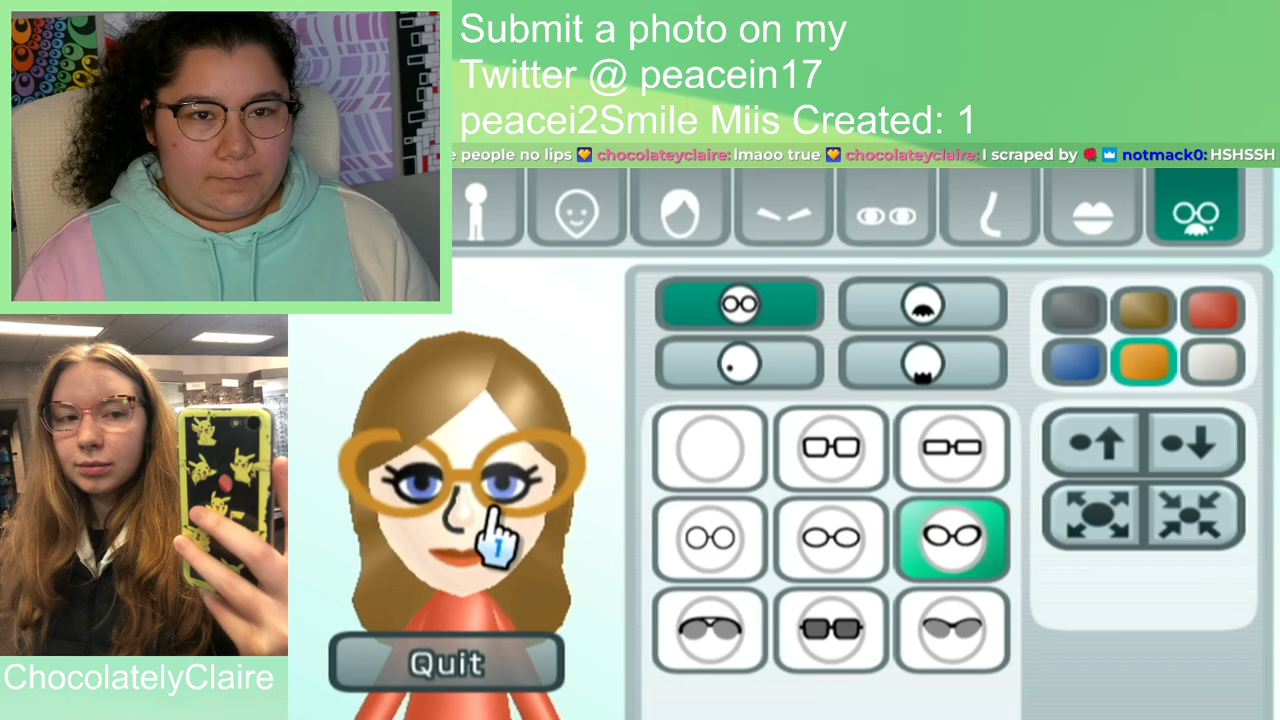 Submit a photo on my
Twitter @ peacein17
peacei2Smile Miis Created: 1
e people no lips chocolateyclaire: lmaoo true chocolateyclaire: I scraped by notmack0: HSHSSH
1
Quit
ChocolatelyClaire